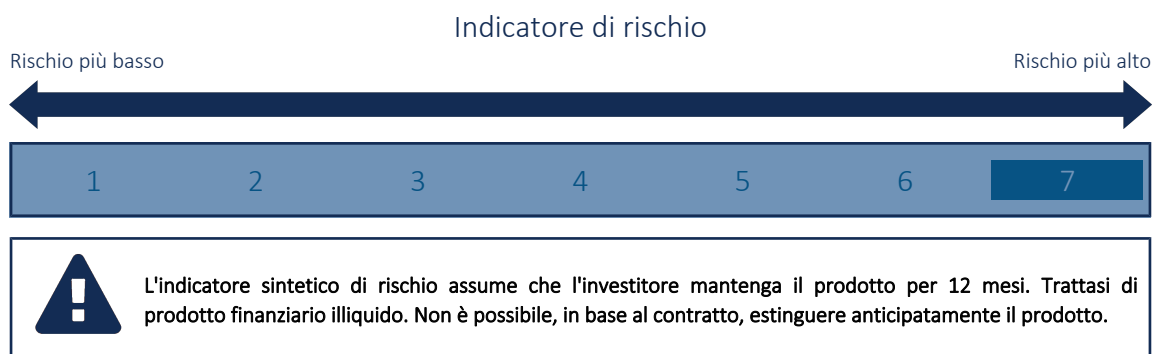 Indicatore di rischio
Rischio più basso
Rischio più alto
1 2 3 4 5 6 7
L'indicatore sintetico di rischio assume che l'investitore mantenga il prodotto per 12 mesi. Trattasi di
prodotto finanziario illiquido. Non è possibile, in base al contratto, estinguere anticipatamente il prodotto.